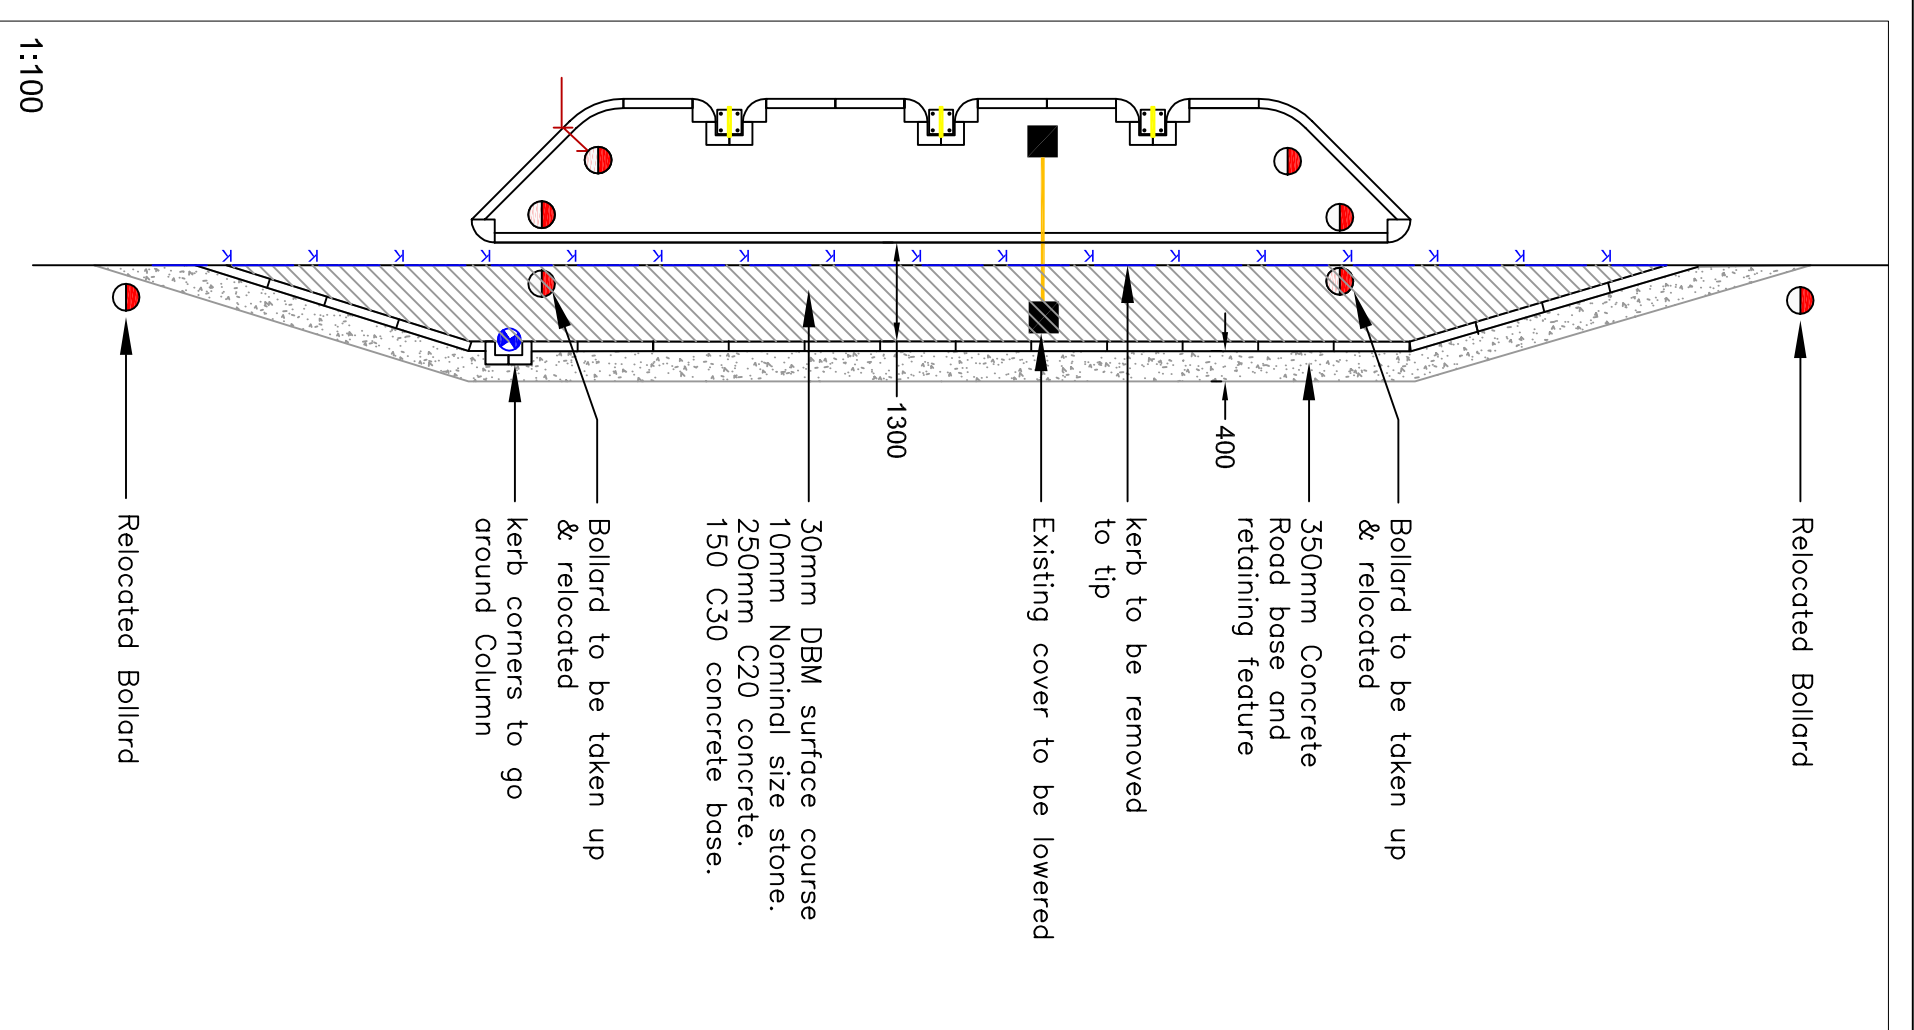 Relocated Bollard
Bollard to be taken up
& relocated
350mm Concrete
Road base and
retaining feature
400
kerb to be removed
to tip
Existing cover to be lowered
1300
30mm DBM surface course
10mm Nominal size stone.
250mm C20 concrete.
150 C30 concrete base.
Bollard to be taken up
& relocated
kerb corners to go
around Column
Relocated Bollard
K K K K K K K K K K K K K K K K K
1:100